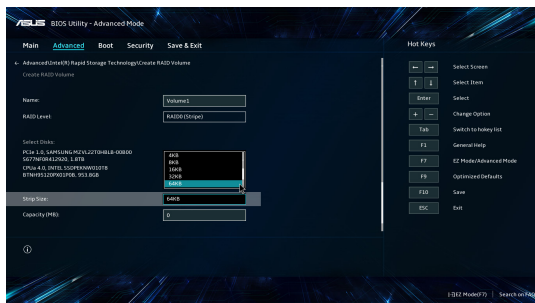 ASUS BIOS Utility - Advanced Mode
Main Advanced Boot Security Save & Exit
Hot Keys
← Advanced\Intel(R) Rapid Storage Technology\Create RAID Volume
Create RAID Volume
Name:
Volume1
RAID Level:
RAID0 (Stripe)
Select Disks:
PCIe 1.0, SAMSUNG MZVL22T0HBLB-00B00
S677NF0R412920, 1.8TB
CPUe 4.0, INTEL SSDPEKNW010T8
BTNH95120PX01P0B, 953.8GB
4KB
8KB
16KB
32KB
64KB
Strip Size:
64KB
Capacity (MB):
0
← → Select Screen
↑ ↓ Select Item
Enter Select
+ − Change Option
Tab Switch to hokey list
F1 General Help
F7 EZ Mode/Advanced Mode
F9 Optimized Defaults
F10 Save
ESC Exit
EZ Mode(F7) | Search on FAQ